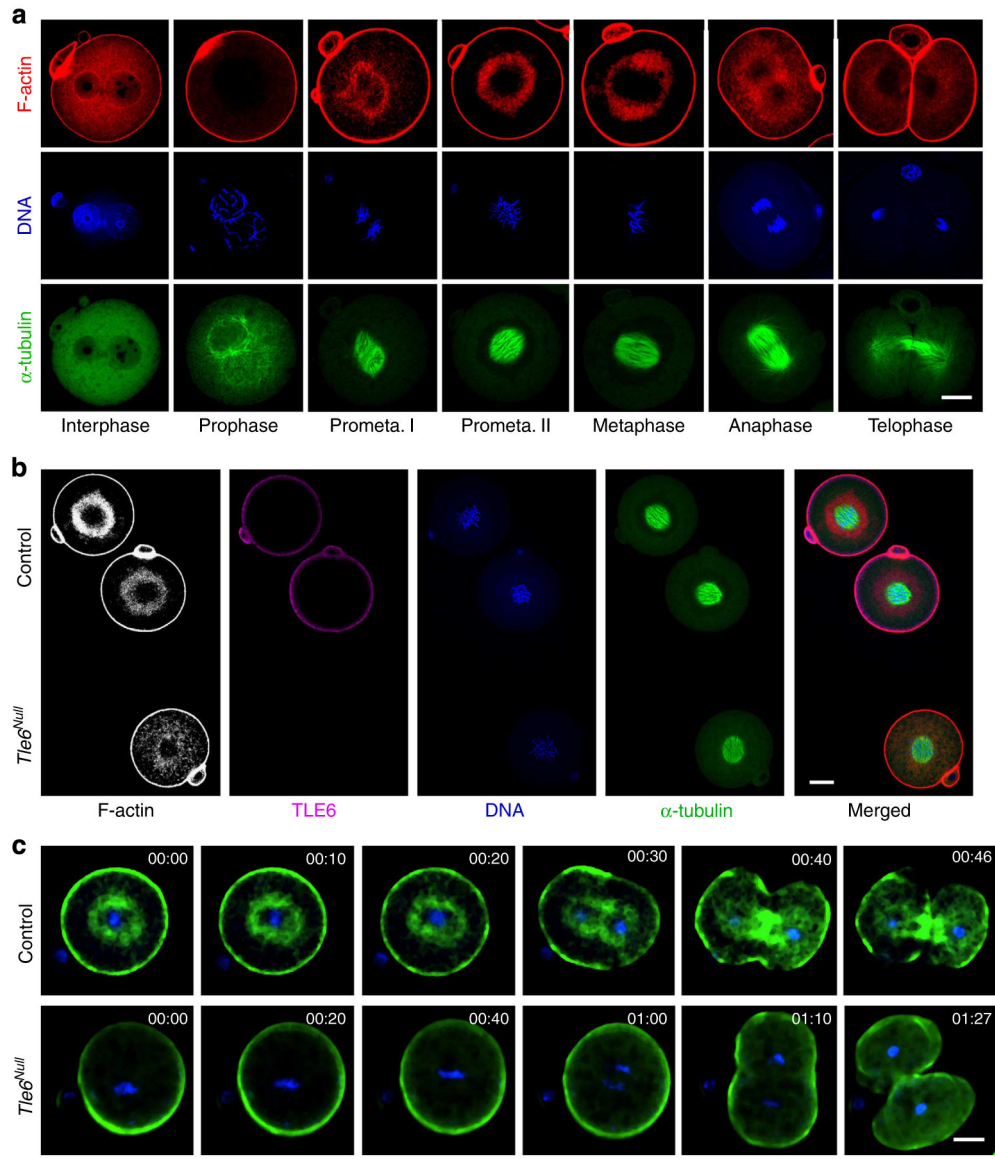 a
F-actin
DNA
α-tubulin
Interphase Prophase Prometa. I Prometa. II Metaphase Anaphase Telophase
b
Control
Tle6Null
F-actin TLE6 DNA α-tubulin Merged
c
Control
00:00 00:10 00:20 00:30 00:40 00:46
Tle6Null
00:00 00:20 00:40 01:00 01:10 01:27